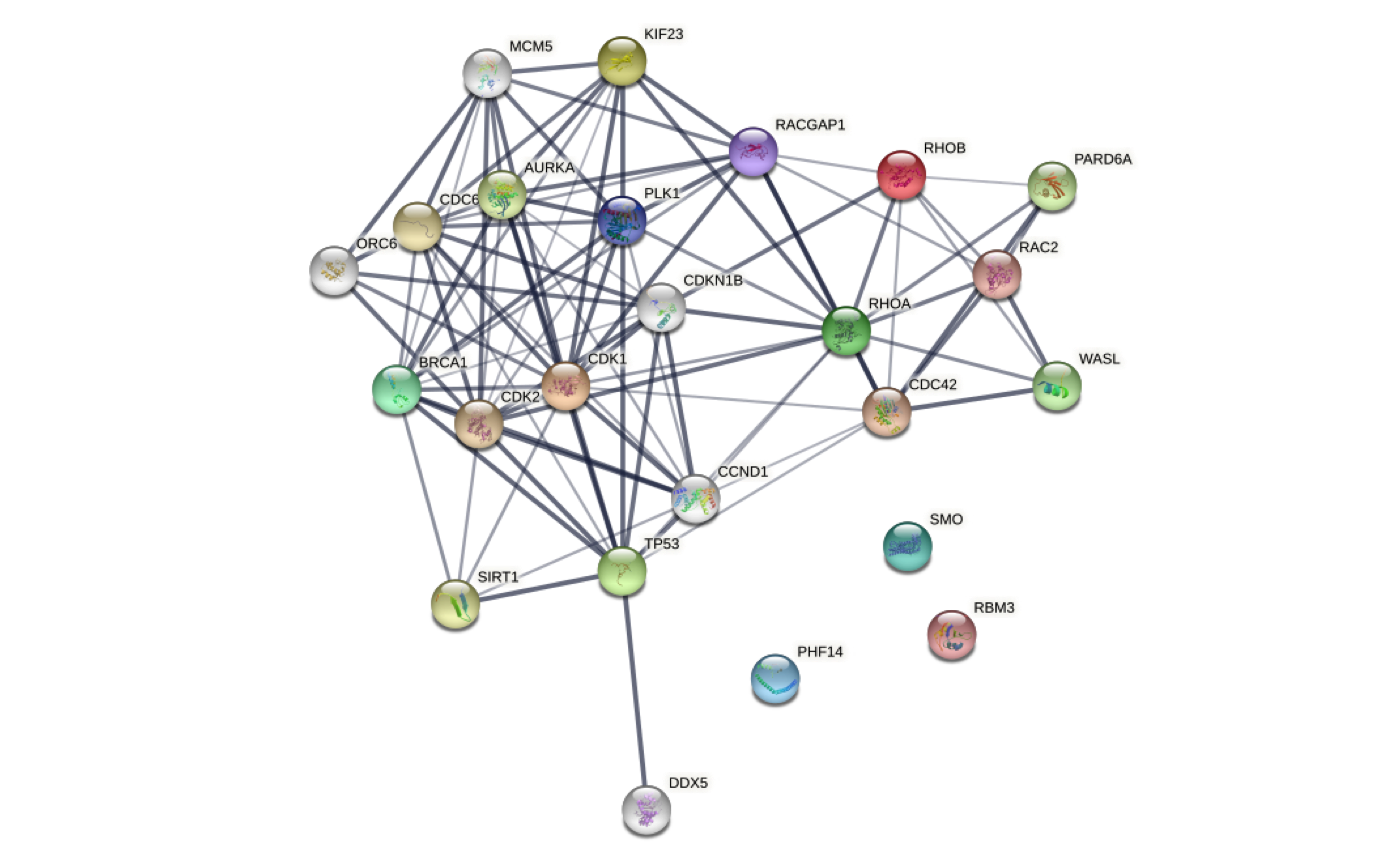 KIF23
MCM5
RACGAP1
RHOB
PARD6A
AURKA
PLK1
CDC6
ORC6
RAC2
CDKN1B
RHOA
CDK1
WASL
BRCA1
CDC42
CDK2
CCND1
SMO
TP53
SIRT1
RBM3
PHF14
DDX5